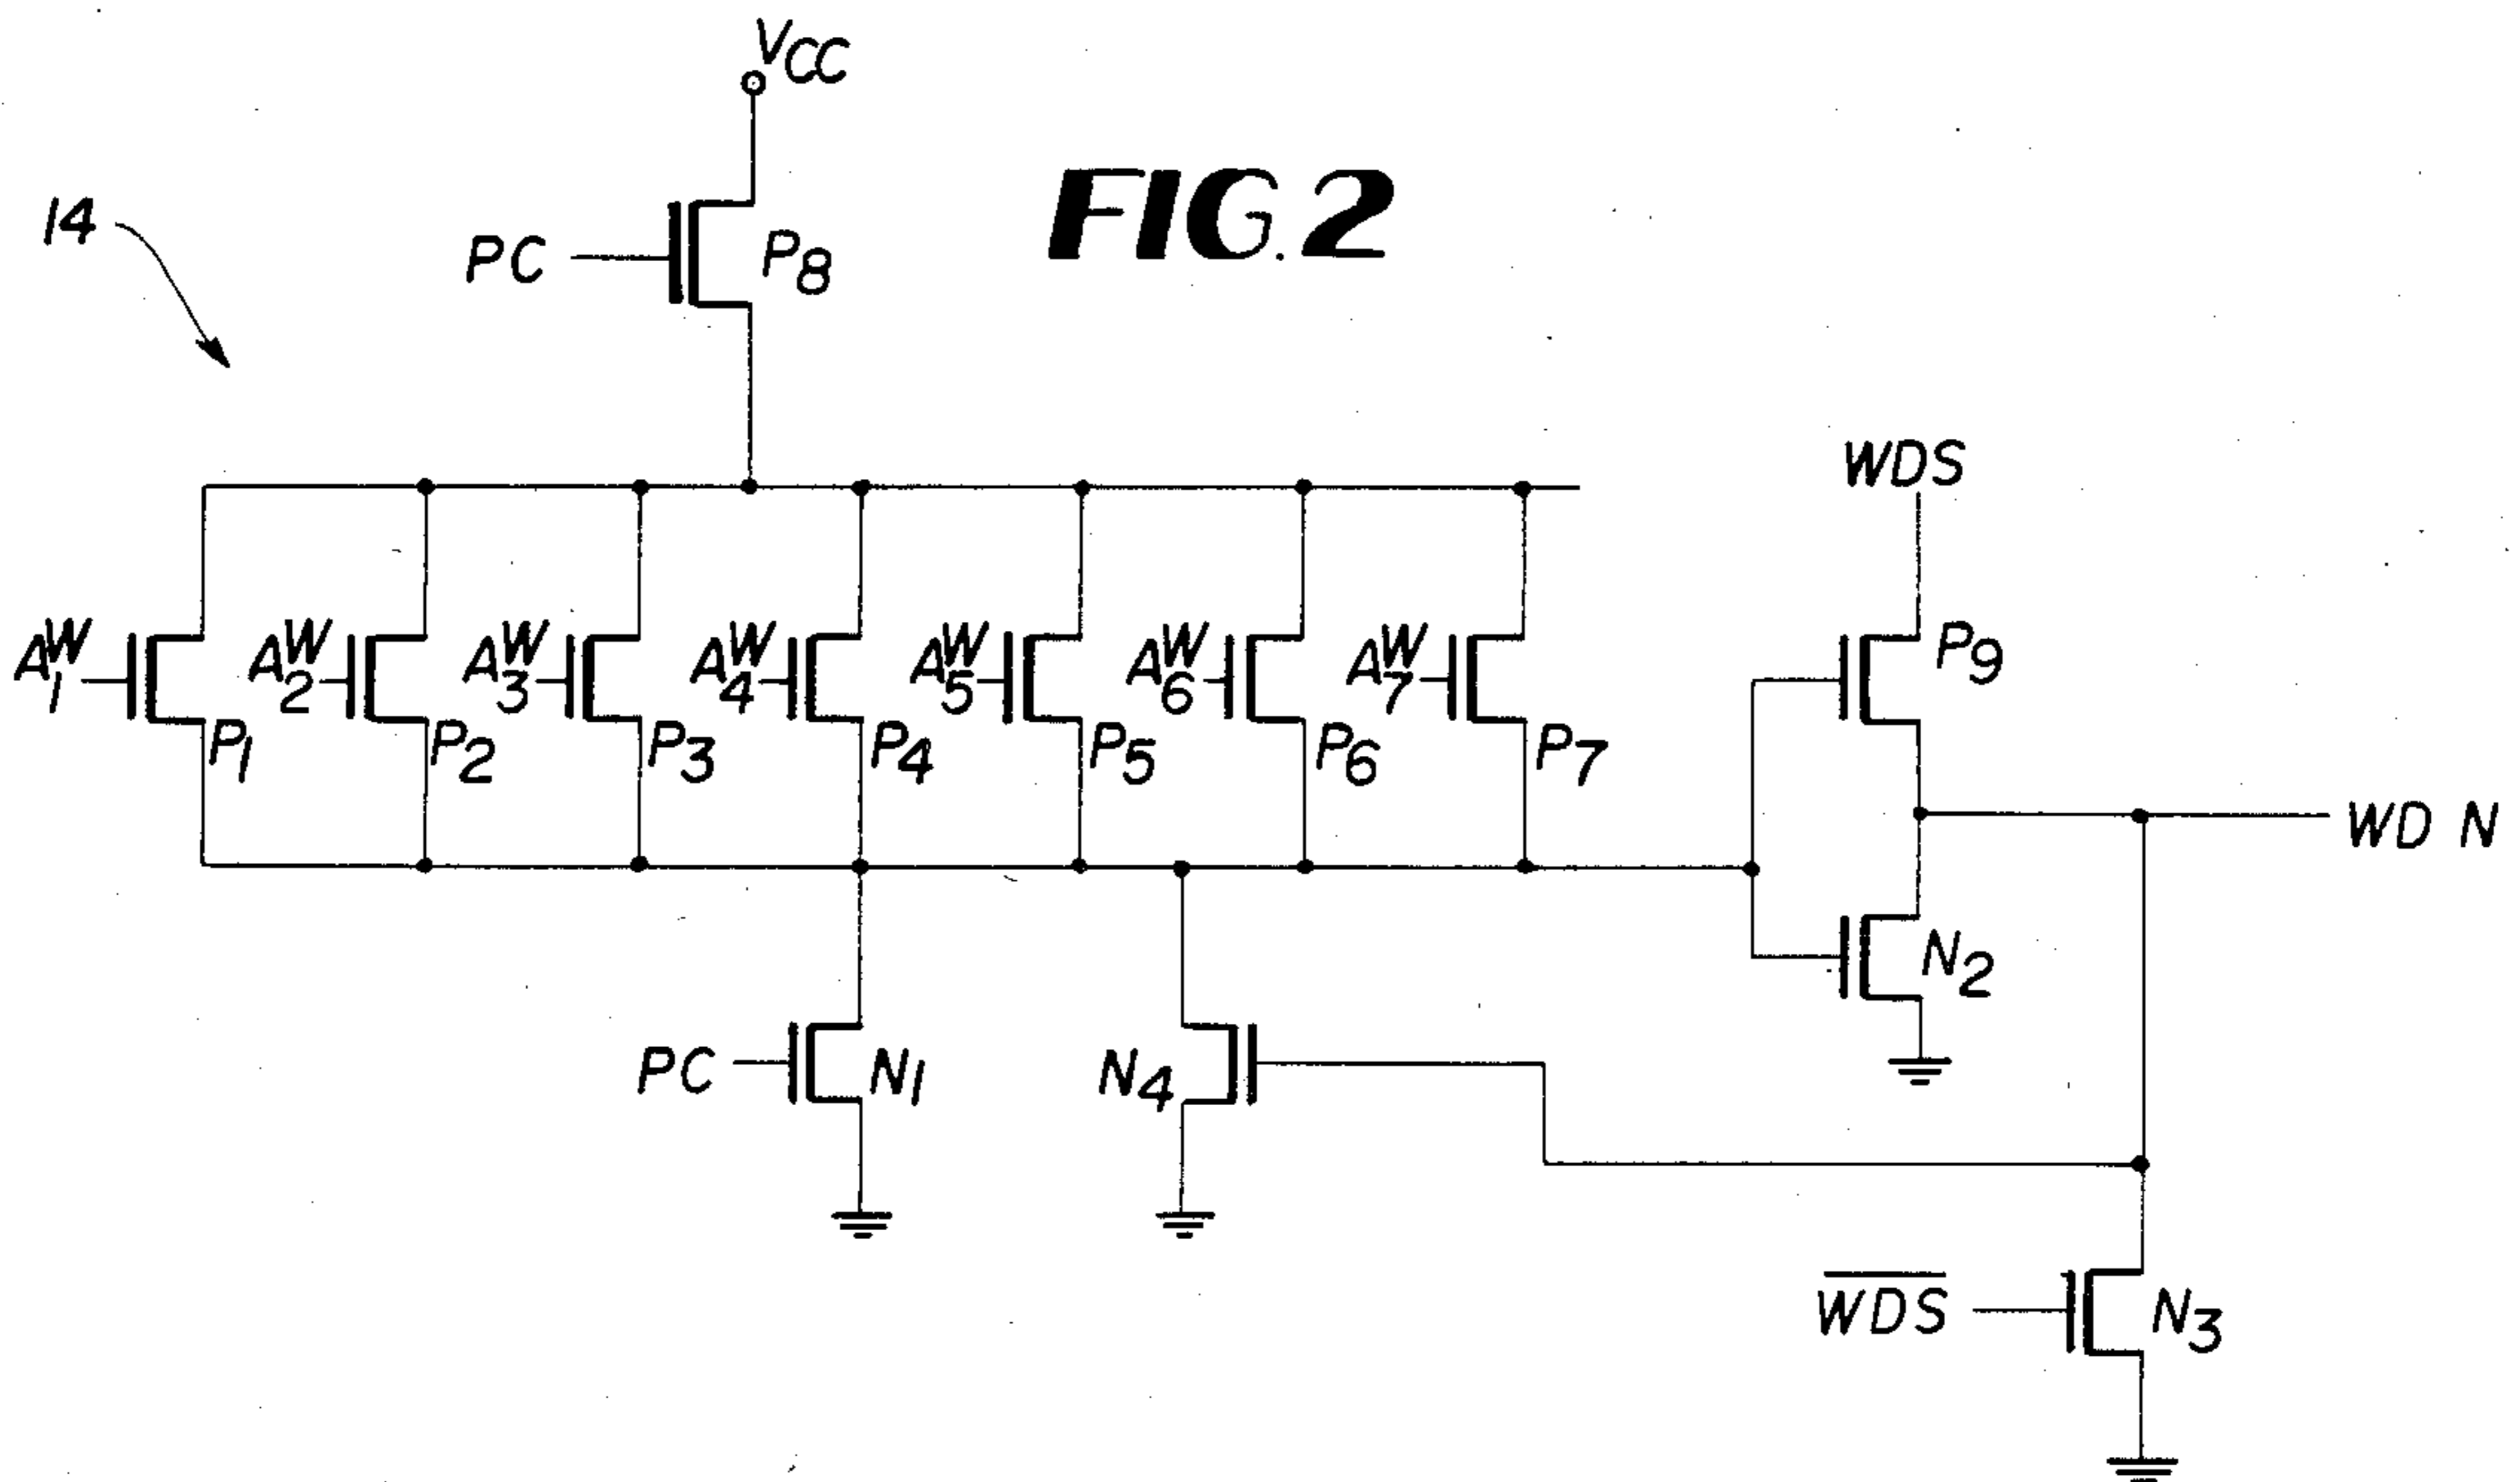 VCC
FIG.2
14
PC
P8
WDS
A1W
A2W
A3W
A4W
A5W
A6W
A7W
P9
P1
P2
P3
P4
P5
P6
P7
WD N
N2
PC
N1
N4
W̅D̅S̅
N3